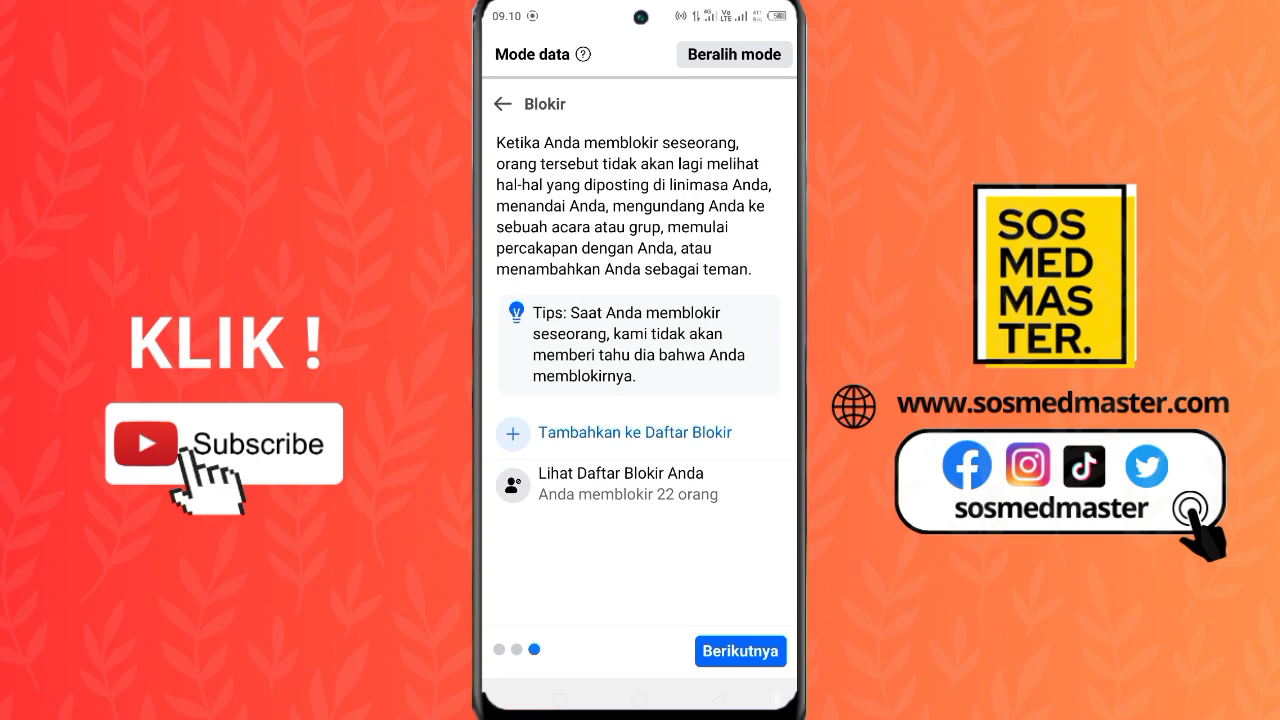 09.10
Mode data
Beralih mode
Blokir
Ketika Anda memblokir seseorang,
orang tersebut tidak akan lagi melihat
hal-hal yang diposting di linimasa Anda,
menandai Anda, mengundang Anda ke
sebuah acara atau grup, memulai
percakapan dengan Anda, atau
menambahkan Anda sebagai teman.
Tips: Saat Anda memblokir
seseorang, kami tidak akan
memberi tahu dia bahwa Anda
memblokirnya.
Tambahkan ke Daftar Blokir
Lihat Daftar Blokir Anda
Anda memblokir 22 orang
Berikutnya
KLIK !
Subscribe
SOS
MED
MAS
TER.
www.sosmedmaster.com
sosmedmaster